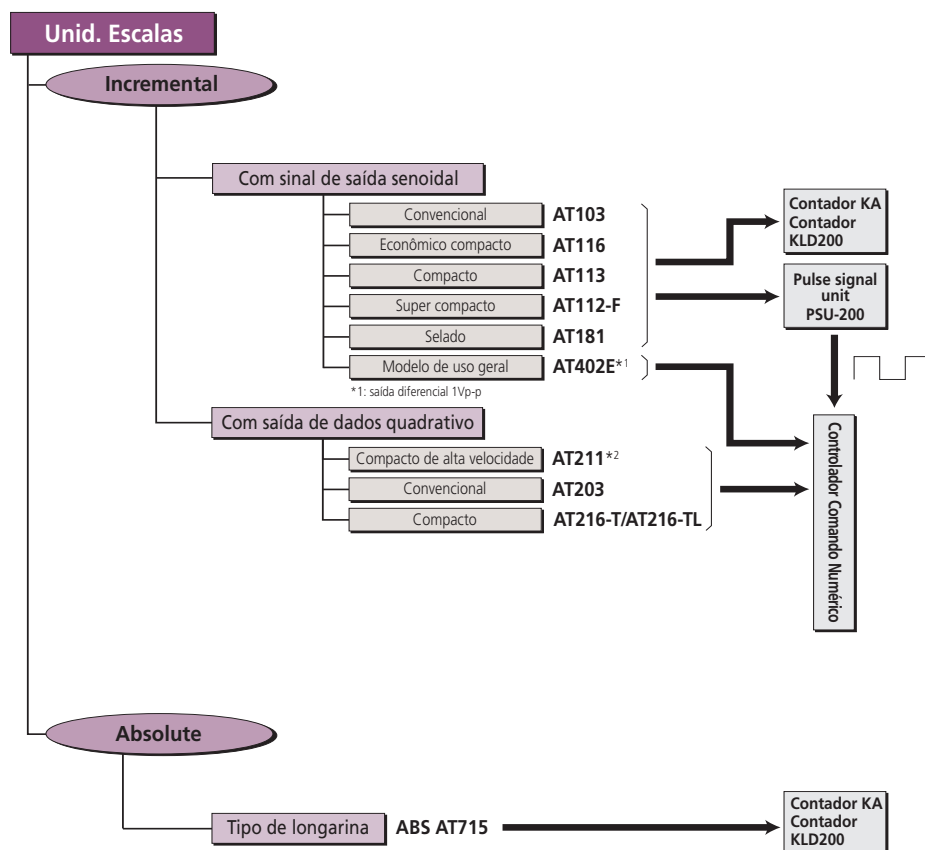 Unid. Escalas
Incremental
Com sinal de saída senoidal
Convencional AT103
Econômico compacto AT116
Compacto AT113
Super compacto AT112-F
Selado AT181
Modelo de uso geral AT402E*1
*1: saída diferencial 1Vp-p
Contador KA
Contador
KLD200
Pulse signal
unit
PSU-200
Com saída de dados quadrativo
Compacto de alta velocidade AT211*2
Convencional AT203
Compacto AT216-T/AT216-TL
Controlador Comando Numérico
Absolute
Tipo de longarina ABS AT715
Contador KA
Contador
KLD200